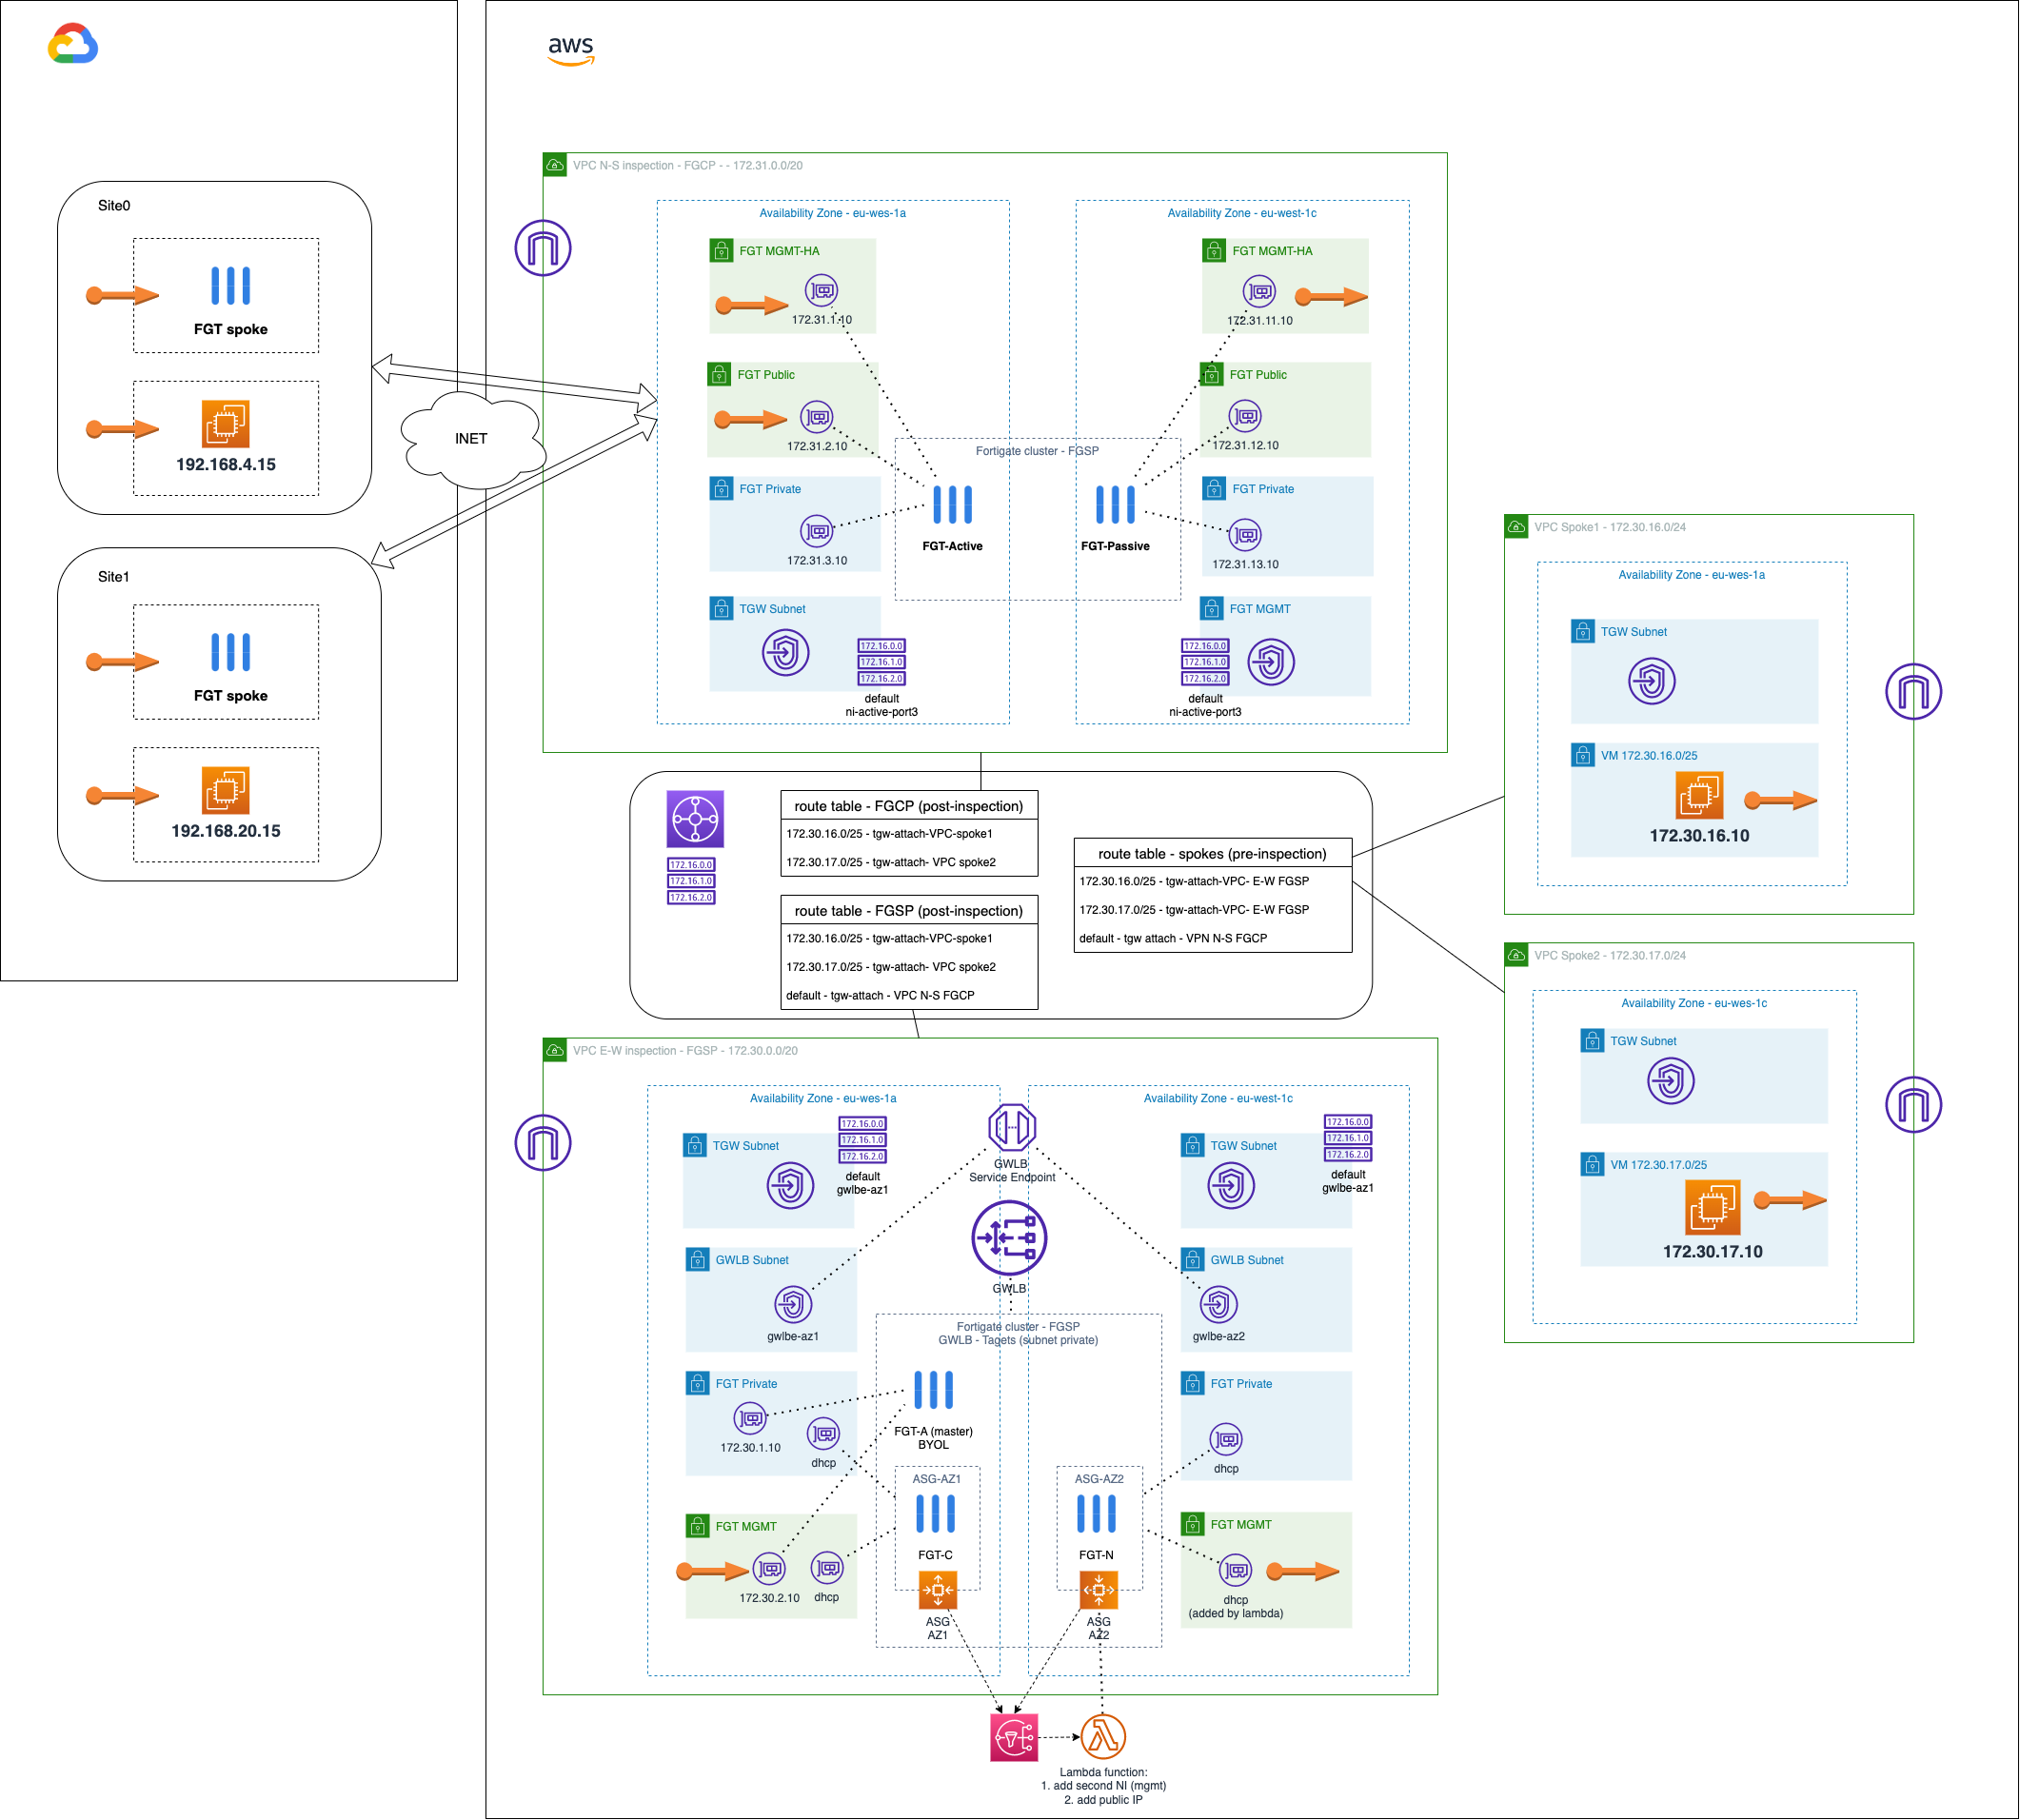 aws
Site0
FGT spoke
192.168.4.15
Site1
FGT spoke
192.168.20.15
INET
VPC N-S inspection - FGCP - - 172.31.0.0/20
Availability Zone - eu-wes-1a
FGT MGMT-HA
172.31.1.10
FGT Public
172.31.2.10
FGT Private
172.31.3.10
TGW Subnet
172.16.0.0
172.16.1.0
172.16.2.0
default
ni-active-port3
Fortigate cluster - FGSP
FGT-Active
FGT-Passive
Availability Zone - eu-west-1c
FGT MGMT-HA
172.31.11.10
FGT Public
172.31.12.10
FGT Private
172.31.13.10
FGT MGMT
172.16.0.0
172.16.1.0
172.16.2.0
default
ni-active-port3
172.16.0.0
172.16.1.0
172.16.2.0
route table - FGCP (post-inspection)
172.30.16.0/25 - tgw-attach-VPC-spoke1
172.30.17.0/25 - tgw-attach- VPC spoke2
route table - FGSP (post-inspection)
172.30.16.0/25 - tgw-attach-VPC-spoke1
172.30.17.0/25 - tgw-attach- VPC spoke2
default - tgw-attach - VPC N-S FGCP
route table - spokes (pre-inspection)
172.30.16.0/25 - tgw-attach-VPC- E-W FGSP
172.30.17.0/25 - tgw-attach-VPC- E-W FGSP
default - tgw attach - VPN N-S FGCP
VPC Spoke1 - 172.30.16.0/24
Availability Zone - eu-wes-1a
TGW Subnet
VM 172.30.16.0/25
172.30.16.10
VPC Spoke2 - 172.30.17.0/24
Availability Zone - eu-wes-1c
TGW Subnet
VM 172.30.17.0/25
172.30.17.10
VPC E-W inspection - FGSP - 172.30.0.0/20
Availability Zone - eu-wes-1a
TGW Subnet
172.16.0.0
172.16.1.0
172.16.2.0
default
gwlbe-az1
GWLB Subnet
gwlbe-az1
FGT Private
172.30.1.10
dhcp
FGT MGMT
172.30.2.10
dhcp
GWLB
Service Endpoint
GWLB
Fortigate cluster - FGSP
GWLB - Tagets (subnet private)
FGT-A (master)
BYOL
ASG-AZ1
FGT-C
ASG
AZ1
ASG-AZ2
FGT-N
ASG
AZ2
Availability Zone - eu-west-1c
TGW Subnet
172.16.0.0
172.16.1.0
172.16.2.0
default
gwlbe-az1
GWLB Subnet
gwlbe-az2
FGT Private
dhcp
FGT MGMT
dhcp
(added by lambda)
Lambda function:
1. add second NI (mgmt)
2. add public IP